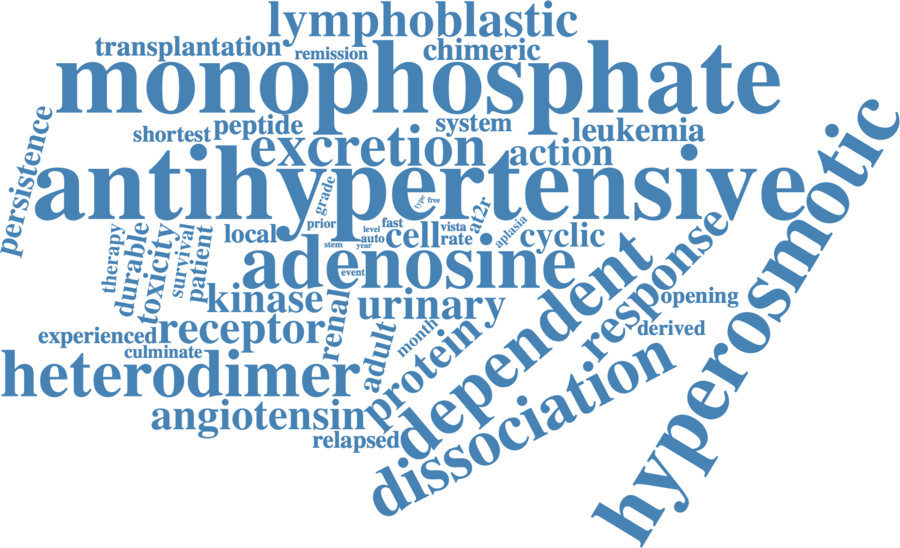 lymphoblastic
transplantation
remission
chimeric
monophosphate
persistence
shortest
peptide
system
leukemia
excretion
action
hyperosmotic
antihypertensive
grade
type
free
prior
level
fast
at2r
aplasia
therapy
durable
toxicity
survival
patient
local
stem
auto
year
cell
vista
rate
cyclic
adenosine
event
response
dependent
kinase
renal
urinary
opening
experienced
receptor
culminate
adult
month
protein
derived
heterodimer
dissociation
angiotensin
relapsed